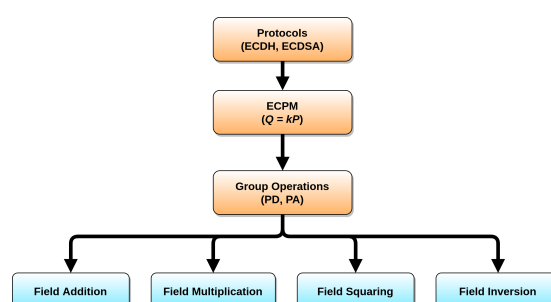 Protocols
(ECDH, ECDSA)
ECPM
(Q = kP)
Group Operations
(PD, PA)
Field Addition
Field Multiplication
Field Squaring
Field Inversion